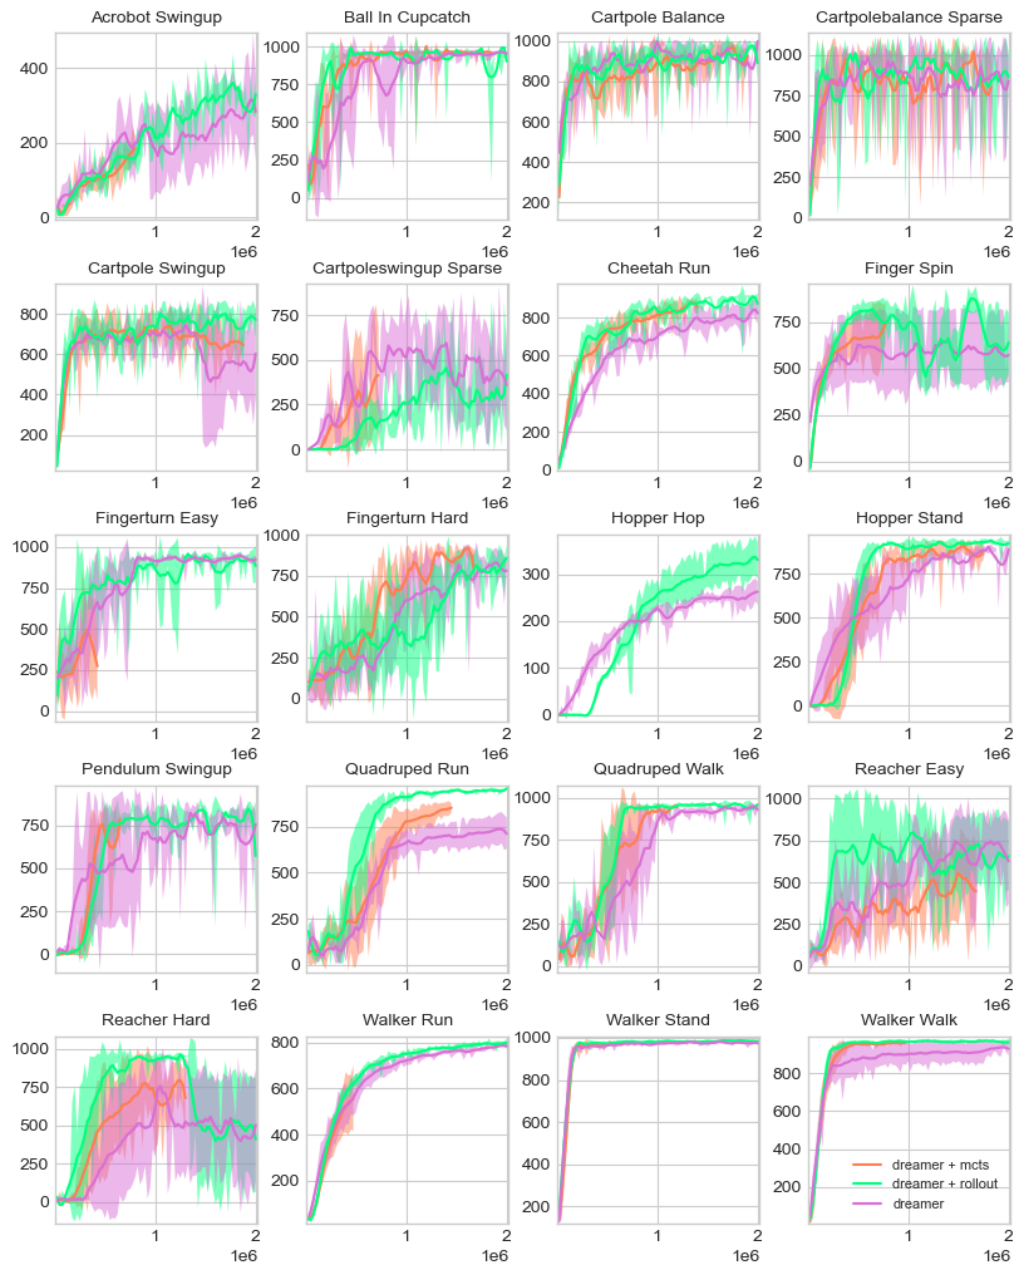 Acrobot Swingup Ball In Cupcatch Cartpole Balance Cartpolebalance Sparse
400 1000 1000 1000
750 800 750
500 600 500
200 250 400 250
0 0 200 0
1 2 1 2 1 2 1 2
1e6 1e6 1e6 1e6
Cartpole Swingup Cartpoleswingup Sparse Cheetah Run Finger Spin
800 750 800 750
600 500 600 500
400 250 400 250
200 0 200 0
0
1 2 1 2 1 2 1 2
1e6 1e6 1e6 1e6
Fingerturn Easy Fingerturn Hard Hopper Hop Hopper Stand
1000 1000 300 750
750 750 200 500
500 500 100 250
250 250 0 0
0 0
1 2 1 2 1 2 1 2
1e6 1e6 1e6 1e6
Pendulum Swingup Quadruped Run Quadruped Walk Reacher Easy
750 750 1000 1000
500 500 750 750
250 250 500 500
0 0 250 250
0 0
1 2 1 2 1 2 1 2
1e6 1e6 1e6 1e6
Reacher Hard Walker Run Walker Stand Walker Walk
1000 800 1000 800
750 600 800 600
500 400 600 400
250 200 400 200
0 200
dreamer + mcts
dreamer + rollout
dreamer
1 2 1 2 1 2 1 2
1e6 1e6 1e6 1e6